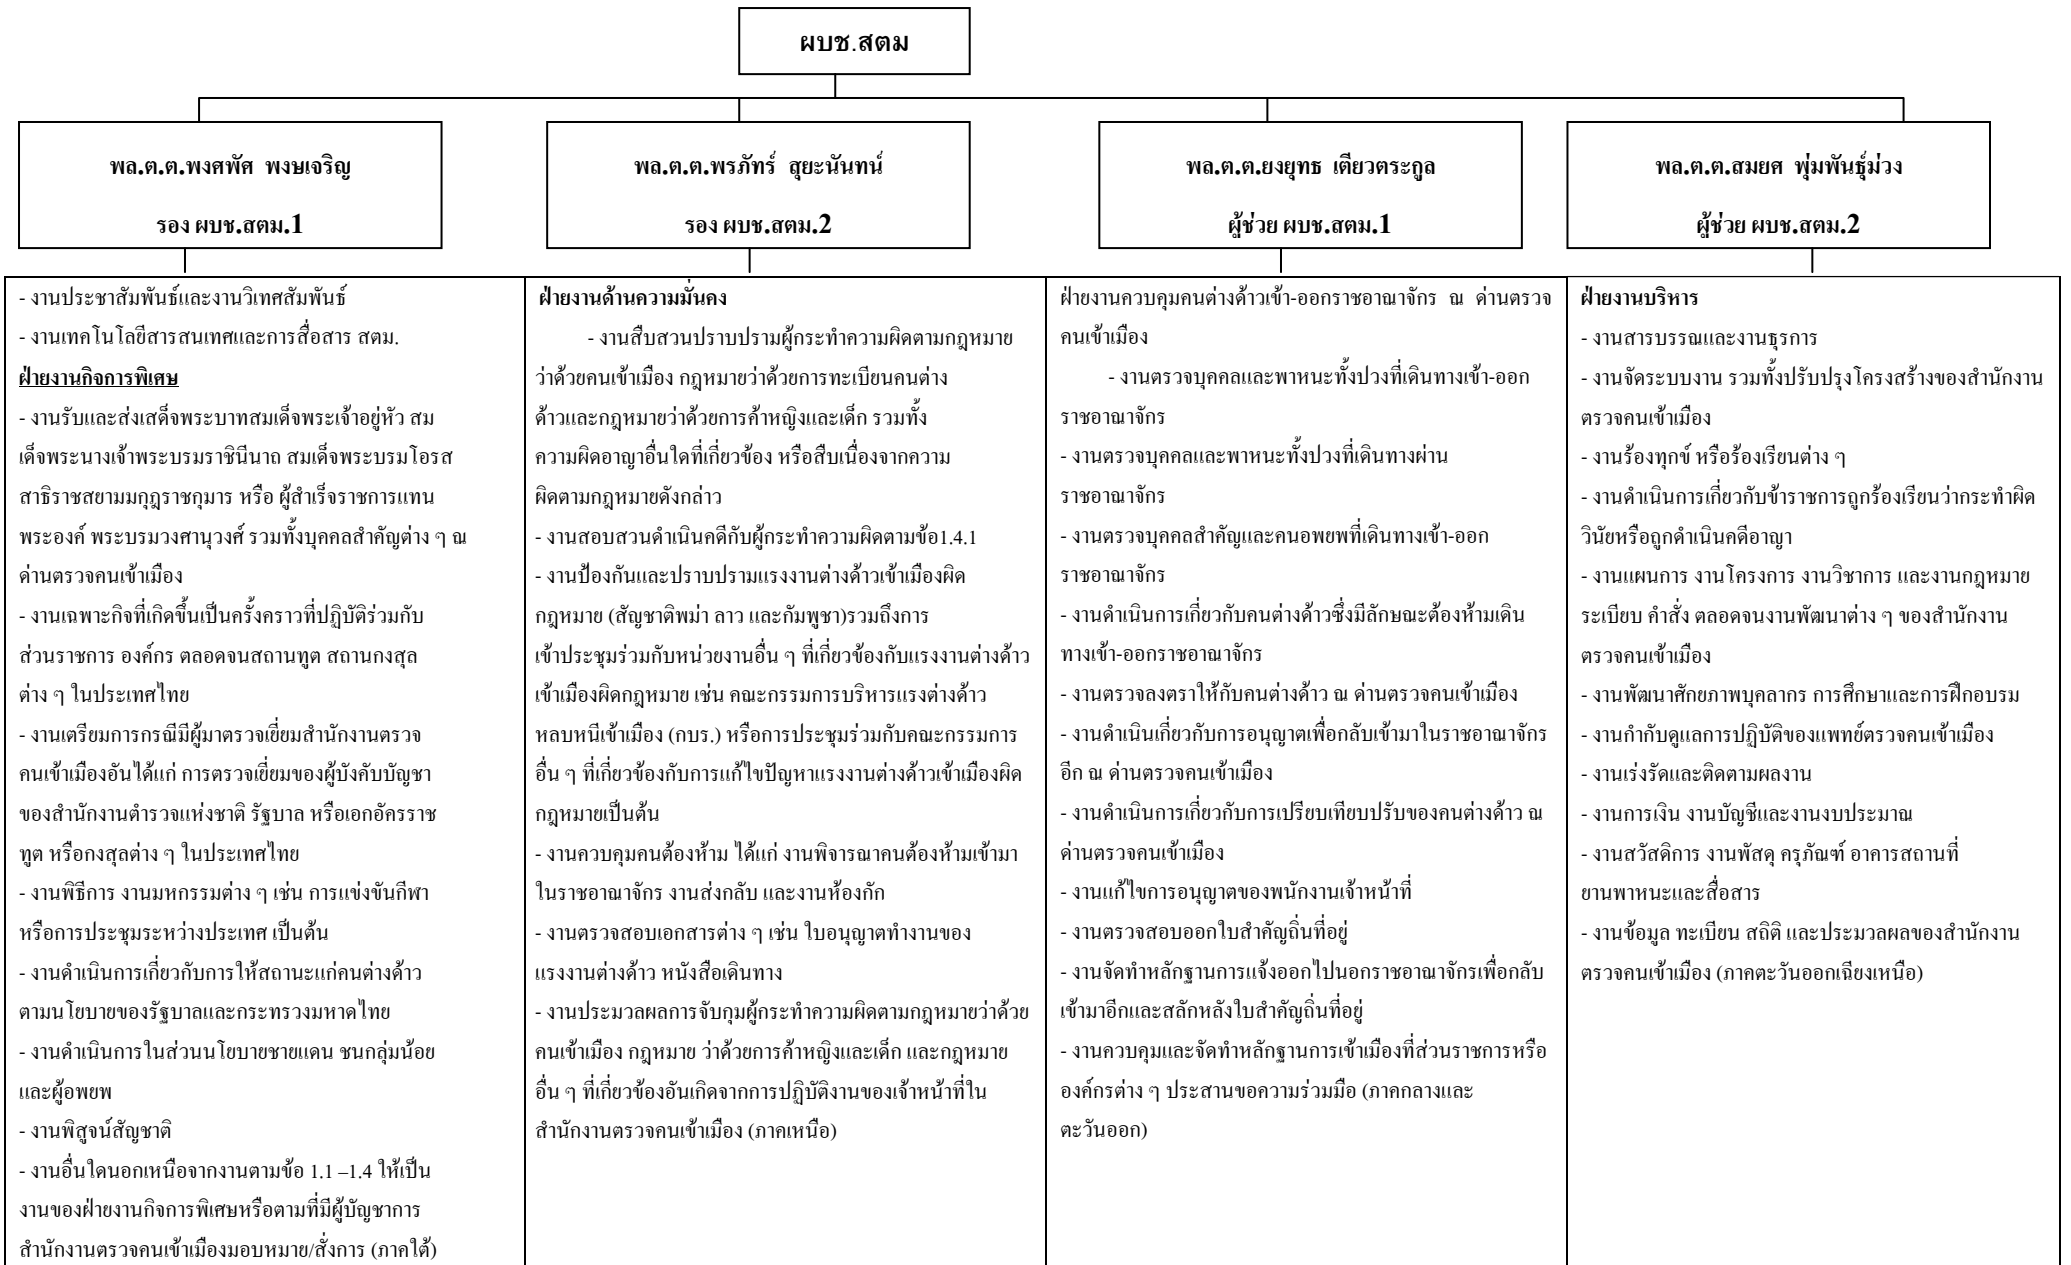 ผบช.สตม
พล.ต.ต.พงศพัศ พงษเจริญ
รอง ผบช.สตม.1
พล.ต.ต.พรภัทร์ สุยะนันทน์
รอง ผบช.สตม.2
พล.ต.ต.ยงยุทธ เตียวตระกูล
ผู้ช่วย ผบช.สตม.1
พล.ต.ต.สมยศ พุ่มพันธุ์ม่วง
ผู้ช่วย ผบช.สตม.2
- งานประชาสัมพันธ์และงานวิเทศสัมพันธ์
- งานเทคโนโลยีสารสนเทศและการสื่อสาร สตม.
ฝ่ายงานกิจการพิเศษ
- งานรับและส่งเสด็จพระบาทสมเด็จพระเจ้าอยู่หัว สม
เด็จพระนางเจ้าพระบรมราชินีนาถ สมเด็จพระบรมโอรส
สาธิราชสยามมกุฎราชกุมาร หรือ ผู้สำเร็จราชการแทน
พระองค์ พระบรมวงศานุวงศ์ รวมทั้งบุคคลสำคัญต่าง ๆ ณ
ด่านตรวจคนเข้าเมือง
- งานเฉพาะกิจที่เกิดขึ้นเป็นครั้งคราวที่ปฏิบัติร่วมกับ
ส่วนราชการ องค์กร ตลอดจนสถานทูต สถานกงสุล
ต่าง ๆ ในประเทศไทย
- งานเตรียมการกรณีมีผู้มาตรวจเยี่ยมสำนักงานตรวจ
คนเข้าเมืองอันได้แก่ การตรวจเยี่ยมของผู้บังคับบัญชา
ของสำนักงานตำรวจแห่งชาติ รัฐบาล หรือเอกอัครราช
ทูต หรือกงสุลต่าง ๆ ในประเทศไทย
- งานพิธีการ งานมหกรรมต่าง ๆ เช่น การแข่งขันกีฬา
หรือการประชุมระหว่างประเทศ เป็นต้น
- งานดำเนินการเกี่ยวกับการให้สถานะแก่คนต่างด้าว
ตามนโยบายของรัฐบาลและกระทรวงมหาดไทย
- งานดำเนินการในส่วนนโยบายชายแดน ชนกลุ่มน้อย
และผู้อพยพ
- งานพิสูจน์สัญชาติ
- งานอื่นใดนอกเหนือจากงานตามข้อ 1.1 –1.4 ให้เป็น
งานของฝ่ายงานกิจการพิเศษหรือตามที่มีผู้บัญชาการ
สำนักงานตรวจคนเข้าเมืองมอบหมาย/สั่งการ (ภาคใต้)
ฝ่ายงานด้านความมั่นคง
- งานสืบสวนปราบปรามผู้กระทำความผิดตามกฎหมาย
ว่าด้วยคนเข้าเมือง กฎหมายว่าด้วยการทะเบียนคนต่าง
ด้าวและกฎหมายว่าด้วยการค้าหญิงและเด็ก รวมทั้ง
ความผิดอาญาอื่นใดที่เกี่ยวข้อง หรือสืบเนื่องจากความ
ผิดตามกฎหมายดังกล่าว
- งานสอบสวนดำเนินคดีกับผู้กระทำความผิดตามข้อ1.4.1
- งานป้องกันและปราบปรามแรงงานต่างด้าวเข้าเมืองผิด
กฎหมาย (สัญชาติพม่า ลาว และกัมพูชา)รวมถึงการ
เข้าประชุมร่วมกับหน่วยงานอื่น ๆ ที่เกี่ยวข้องกับแรงงานต่างด้าว
เข้าเมืองผิดกฎหมาย เช่น คณะกรรมการบริหารแรงต่างด้าว
หลบหนีเข้าเมือง (กบร.) หรือการประชุมร่วมกับคณะกรรมการ
อื่น ๆ ที่เกี่ยวข้องกับการแก้ไขปัญหาแรงงานต่างด้าวเข้าเมืองผิด
กฎหมายเป็นต้น
- งานควบคุมคนต้องห้าม ได้แก่ งานพิจารณาคนต้องห้ามเข้ามา
ในราชอาณาจักร งานส่งกลับ และงานห้องกัก
- งานตรวจสอบเอกสารต่าง ๆ เช่น ใบอนุญาตทำงานของ
แรงงานต่างด้าว หนังสือเดินทาง
- งานประมวลผลการจับกุมผู้กระทำความผิดตามกฎหมายว่าด้วย
คนเข้าเมือง กฎหมาย ว่าด้วยการค้าหญิงและเด็ก และกฎหมาย
อื่น ๆ ที่เกี่ยวข้องอันเกิดจากการปฏิบัติงานของเจ้าหน้าที่ใน
สำนักงานตรวจคนเข้าเมือง (ภาคเหนือ)
ฝ่ายงานควบคุมคนต่างด้าวเข้า-ออกราชอาณาจักร ณ ด่านตรวจ
คนเข้าเมือง
- งานตรวจบุคคลและพาหนะทั้งปวงที่เดินทางเข้า-ออก
ราชอาณาจักร
- งานตรวจบุคคลและพาหนะทั้งปวงที่เดินทางผ่าน
ราชอาณาจักร
- งานตรวจบุคคลสำคัญและคนอพยพที่เดินทางเข้า-ออก
ราชอาณาจักร
- งานดำเนินการเกี่ยวกับคนต่างด้าวซึ่งมีลักษณะต้องห้ามเดิน
ทางเข้า-ออกราชอาณาจักร
- งานตรวจลงตราให้กับคนต่างด้าว ณ ด่านตรวจคนเข้าเมือง
- งานดำเนินเกี่ยวกับการอนุญาตเพื่อกลับเข้ามาในราชอาณาจักร
อีก ณ ด่านตรวจคนเข้าเมือง
- งานดำเนินการเกี่ยวกับการเปรียบเทียบปรับของคนต่างด้าว ณ
ด่านตรวจคนเข้าเมือง
- งานแก้ไขการอนุญาตของพนักงานเจ้าหน้าที่
- งานตรวจสอบออกใบสำคัญถิ่นที่อยู่
- งานจัดทำหลักฐานการแจ้งออกไปนอกราชอาณาจักรเพื่อกลับ
เข้ามาอีกและสลักหลังใบสำคัญถิ่นที่อยู่
- งานควบคุมและจัดทำหลักฐานการเข้าเมืองที่ส่วนราชการหรือ
องค์กรต่าง ๆ ประสานขอความร่วมมือ (ภาคกลางและ
ตะวันออก)
ฝ่ายงานบริหาร
- งานสารบรรณและงานธุรการ
- งานจัดระบบงาน รวมทั้งปรับปรุงโครงสร้างของสำนักงาน
ตรวจคนเข้าเมือง
- งานร้องทุกข์ หรือร้องเรียนต่าง ๆ
- งานดำเนินการเกี่ยวกับข้าราชการถูกร้องเรียนว่ากระทำผิด
วินัยหรือถูกดำเนินคดีอาญา
- งานแผนการ งานโครงการ งานวิชาการ และงานกฎหมาย
ระเบียบ คำสั่ง ตลอดจนงานพัฒนาต่าง ๆ ของสำนักงาน
ตรวจคนเข้าเมือง
- งานพัฒนาศักยภาพบุคลากร การศึกษาและการฝึกอบรม
- งานกำกับดูแลการปฏิบัติของแพทย์ตรวจคนเข้าเมือง
- งานเร่งรัดและติดตามผลงาน
- งานการเงิน งานบัญชีและงานงบประมาณ
- งานสวัสดิการ งานพัสดุ ครุภัณฑ์ อาคารสถานที่
ยานพาหนะและสื่อสาร
- งานข้อมูล ทะเบียน สถิติ และประมวลผลของสำนักงาน
ตรวจคนเข้าเมือง (ภาคตะวันออกเฉียงเหนือ)